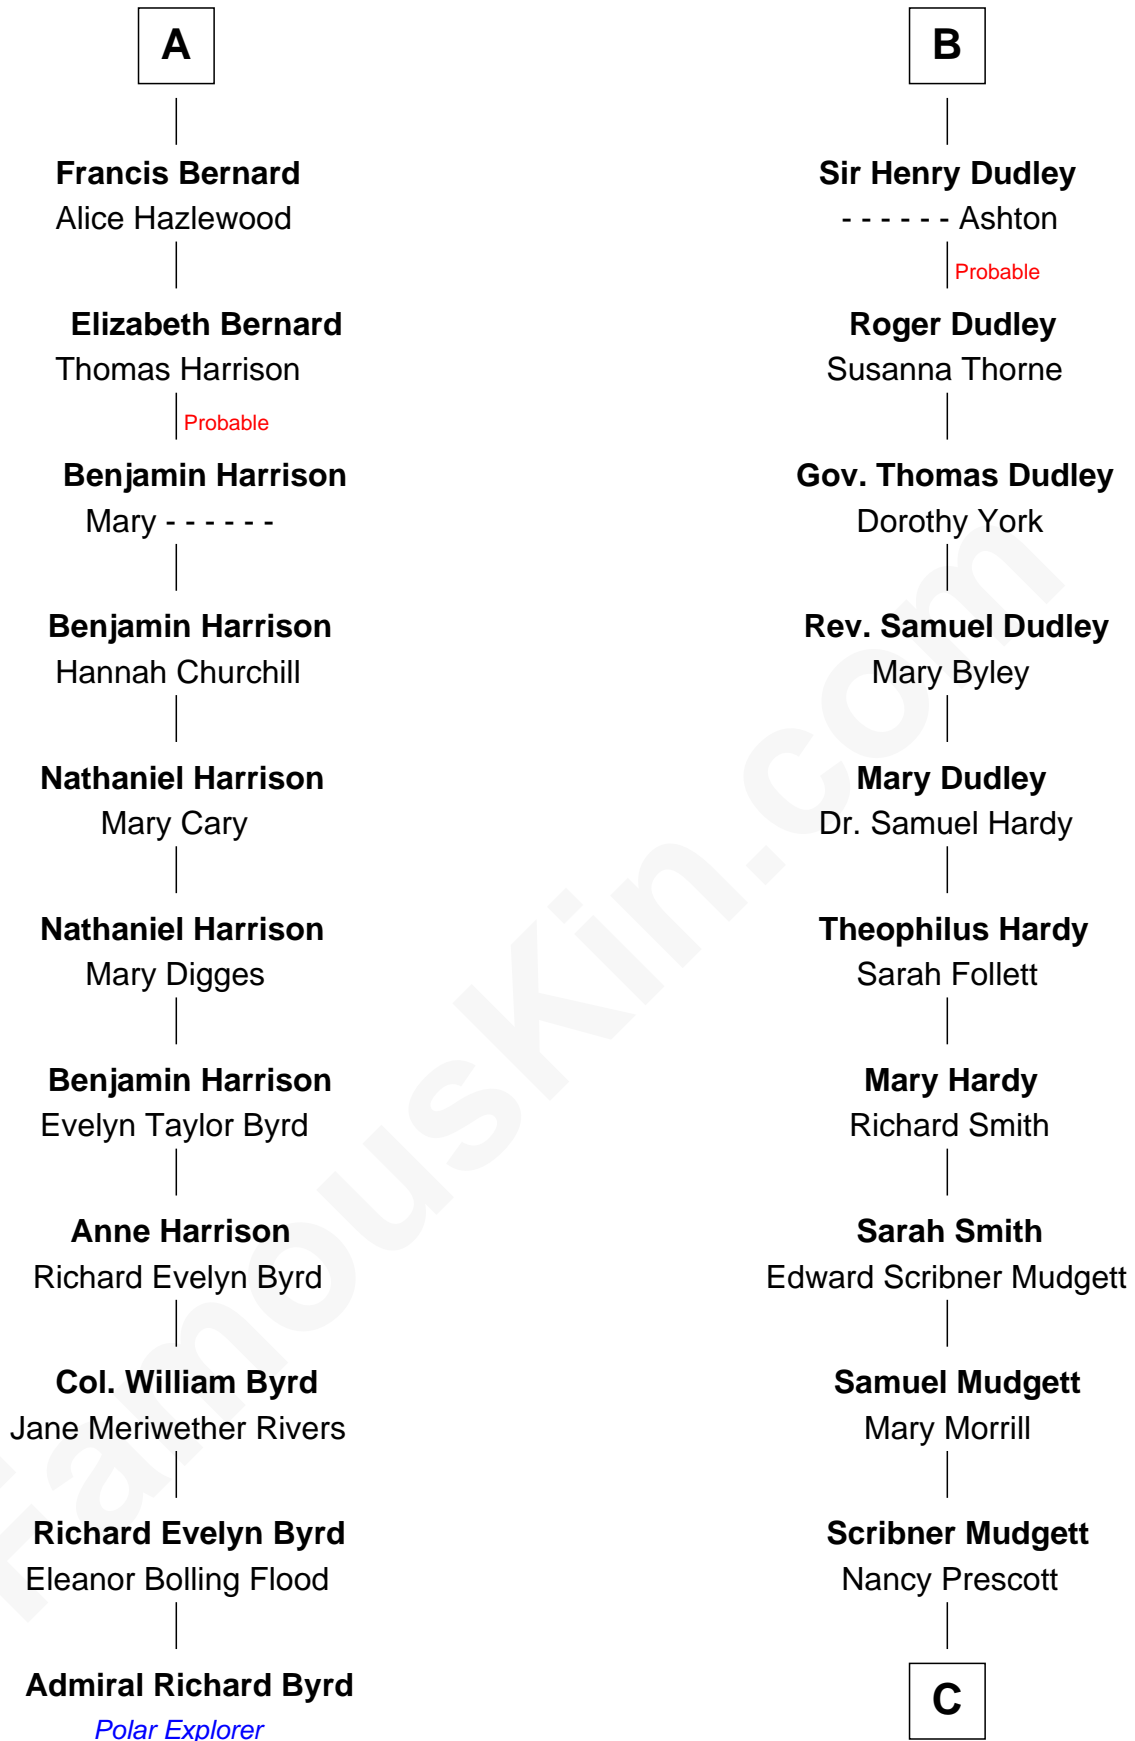 A
Francis Bernard
Alice Hazlewood
Elizabeth Bernard
Thomas Harrison
Probable
Benjamin Harrison
Mary - - - - - -
Benjamin Harrison
Hannah Churchill
Nathaniel Harrison
Mary Cary
Nathaniel Harrison
Mary Digges
Benjamin Harrison
Evelyn Taylor Byrd
Anne Harrison
Richard Evelyn Byrd
Col. William Byrd
Jane Meriwether Rivers
Richard Evelyn Byrd
Eleanor Bolling Flood
Admiral Richard Byrd
Polar Explorer
B
Sir Henry Dudley
- - - - - - Ashton
Probable
Roger Dudley
Susanna Thorne
Gov. Thomas Dudley
Dorothy York
Rev. Samuel Dudley
Mary Byley
Mary Dudley
Dr. Samuel Hardy
Theophilus Hardy
Sarah Follett
Mary Hardy
Richard Smith
Sarah Smith
Edward Scribner Mudgett
Samuel Mudgett
Mary Morrill
Scribner Mudgett
Nancy Prescott
C
FamousKin.com